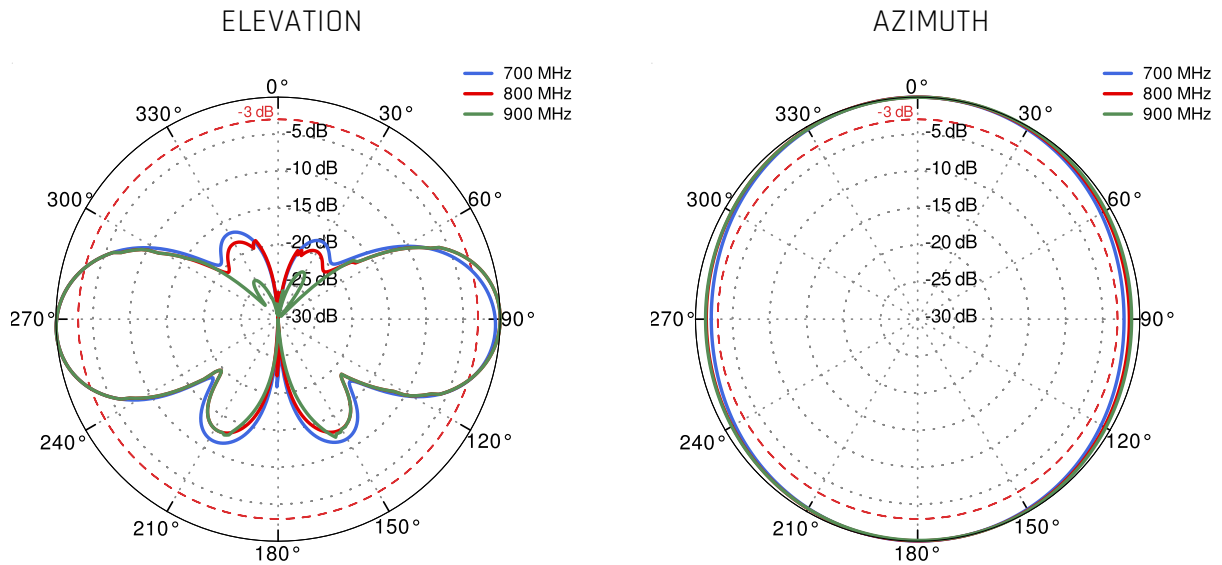 ELEVATION
700 MHz
800 MHz
900 MHz
0°
-3 dB
330°
30°
-5 dB
-10 dB
300°
60°
-15 dB
-20 dB
-25 dB
270°
-30 dB
90°
240°
120°
210°
150°
180°
AZIMUTH
700 MHz
800 MHz
900 MHz
0°
-3 dB
330°
30°
-5 dB
-10 dB
300°
60°
-15 dB
-20 dB
-25 dB
270°
-30 dB
90°
240°
120°
210°
150°
180°